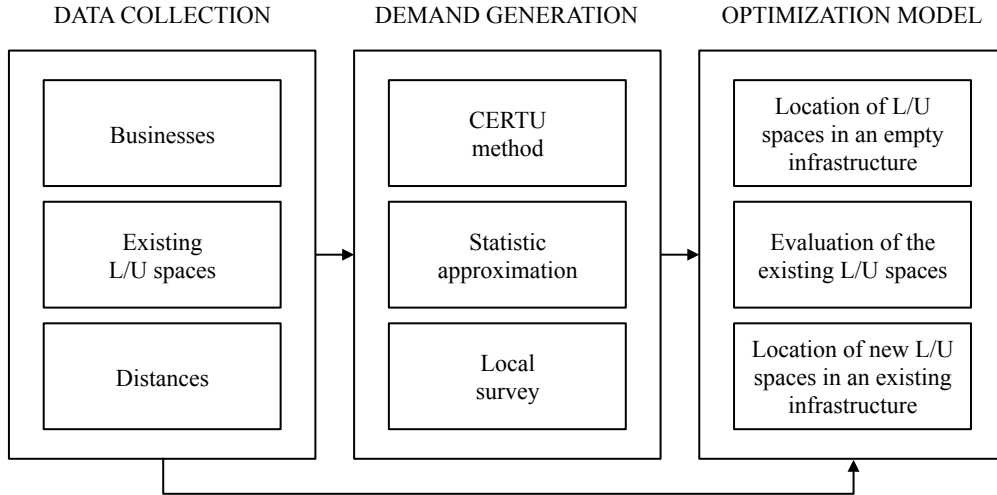 DATA COLLECTION
Businesses
Existing
L/U spaces
Distances
DEMAND GENERATION
CERTU
method
Statistic
approximation
Local
survey
OPTIMIZATION MODEL
Location of L/U
spaces in an empty
infrastructure
Evaluation of the
existing L/U spaces
Location of new L/U
spaces in an existing
infrastructure